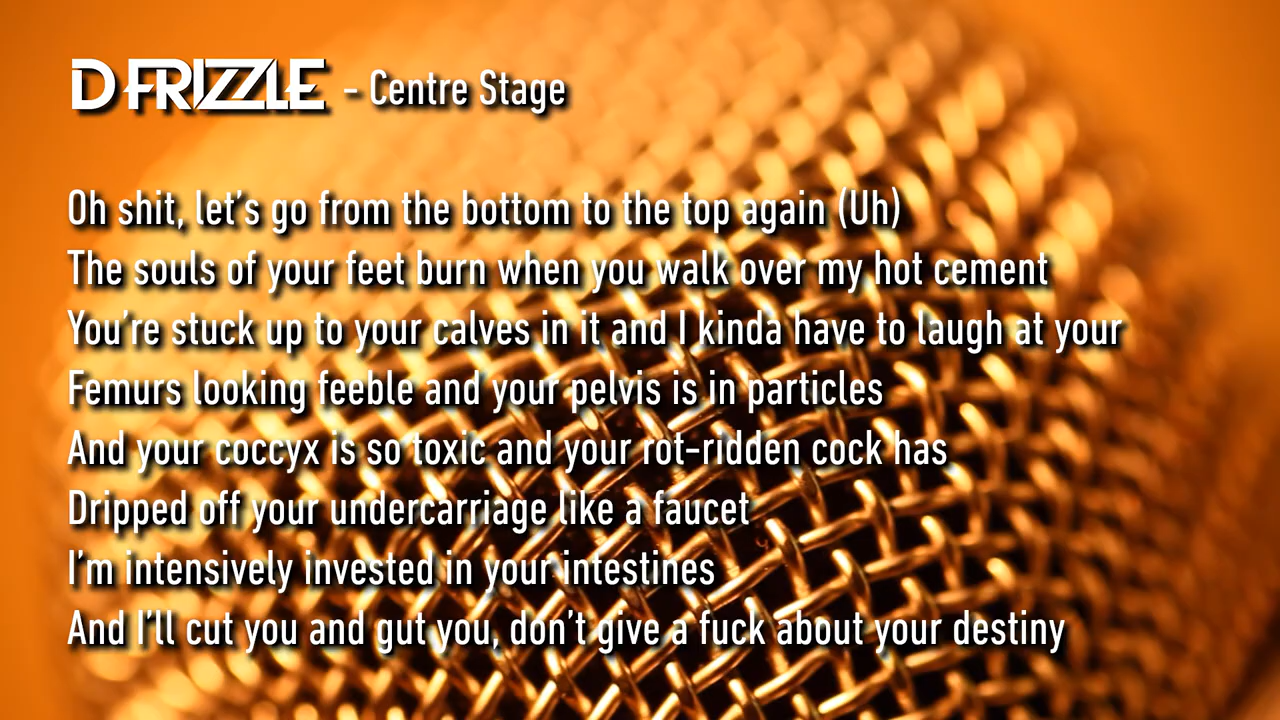 D FRIZZLE – Centre Stage
Oh shit, let’s go from the bottom to the top again (Uh)
The souls of your feet burn when you walk over my hot cement
You’re stuck up to your calves in it and I kinda have to laugh at your
Femurs looking feeble and your pelvis is in particles
And your coccyx is so toxic and your rot-ridden cock has
Dripped off your undercarriage like a faucet
I’m intensively invested in your intestines
And I’ll cut you and gut you, don’t give a fuck about your destiny